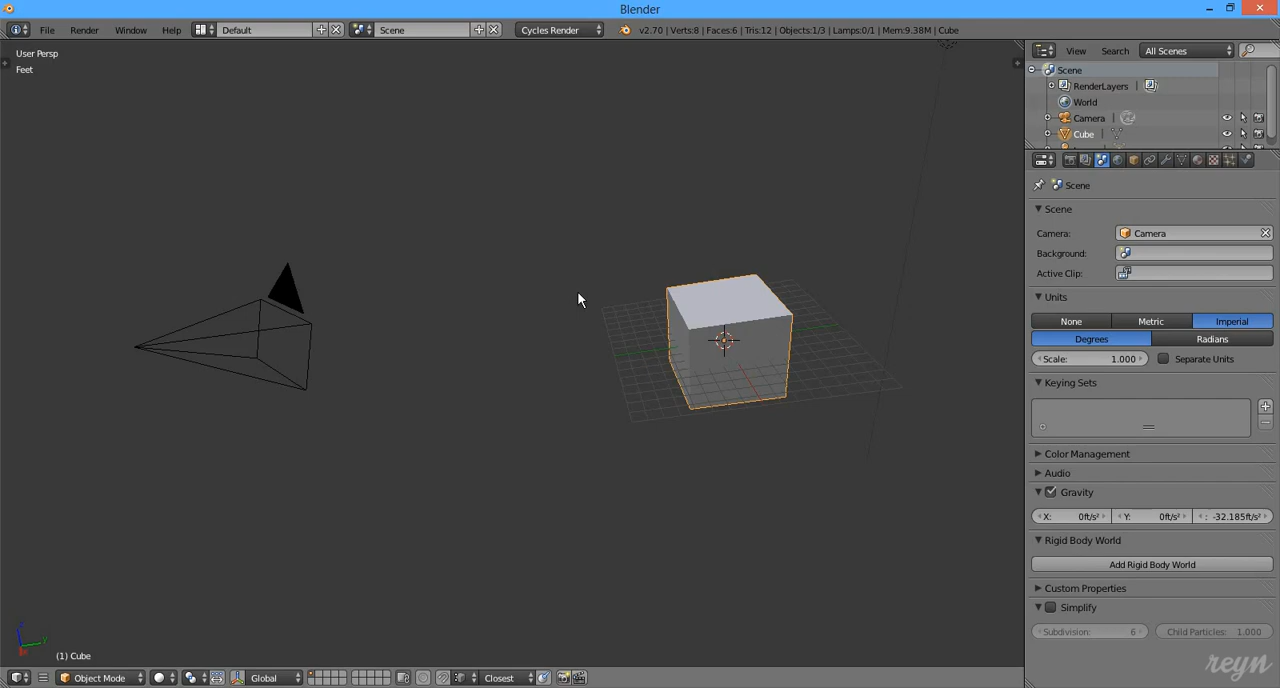 Blender
File Render Window Help Default Scene Cycles Render v2.70 | Verts:8 | Faces:6 | Tris:12 | Objects:1/3 | Lamps:0/1 | Mem:9.38M | Cube
User Persp
Feet
View Search All Scenes
Scene
RenderLayers |
World
Camera |
Cube |
Scene
Scene
Camera: Camera
Background:
Active Clip:
Units
None Metric Imperial
Degrees Radians
Scale: 1.000 Separate Units
Keying Sets
Color Management
Audio
Gravity
X: 0ft/s² Y: 0ft/s² : -32.185ft/s²
Rigid Body World
Add Rigid Body World
Custom Properties
Simplify
Subdivision: 6 Child Particles: 1.000
z
y
(1) Cube
Object Mode Global Closest
reyn